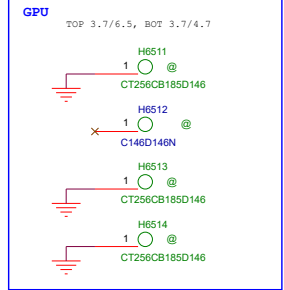 GPU
TOP 3.7/6.5, BOT 3.7/4.7
H6511
1 @
CT256CB185D146
H6512
1 @
C146D146N
H6513
1 @
CT256CB185D146
H6514
1 @
CT256CB185D146